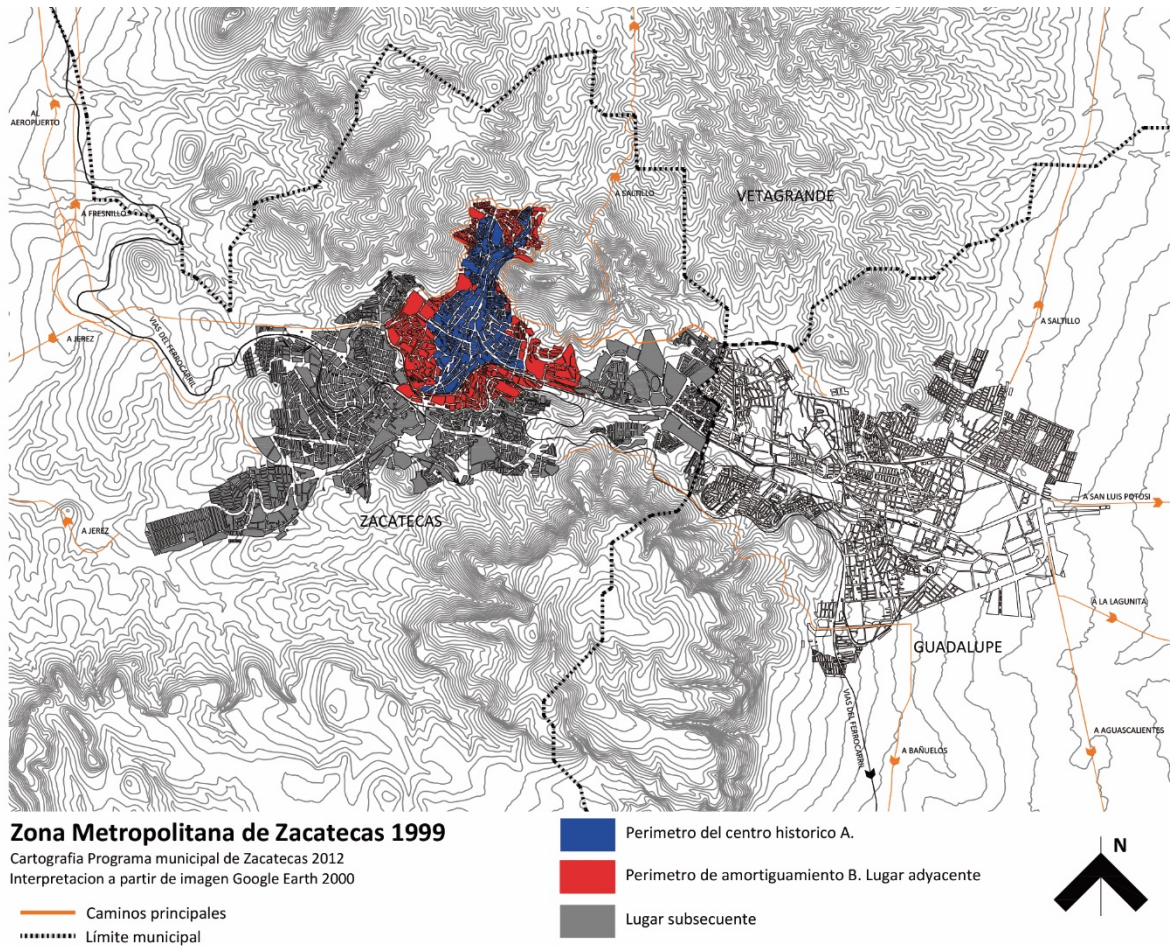 AL
AEROPUERTO
A FRESNILLO
A JEREZ
VIAS DEL FERROCARRIL
A JEREZ
ZACATECAS
A SALTILLO
VETAGRANDE
A SALTILLO
A SAN LUIS POTOSI
A LA LAGUNITA
GUADALUPE
VIAS DEL FERROCARRIL
A BAÑUELOS
A AGUASCALIENTES
Zona Metropolitana de Zacatecas 1999
Cartografia Programa municipal de Zacatecas 2012
Interpretacion a partir de imagen Google Earth 2000
Caminos principales
Límite municipal
Perimetro del centro historico A.
Perimetro de amortiguamiento B. Lugar adyacente
Lugar subsecuente
N